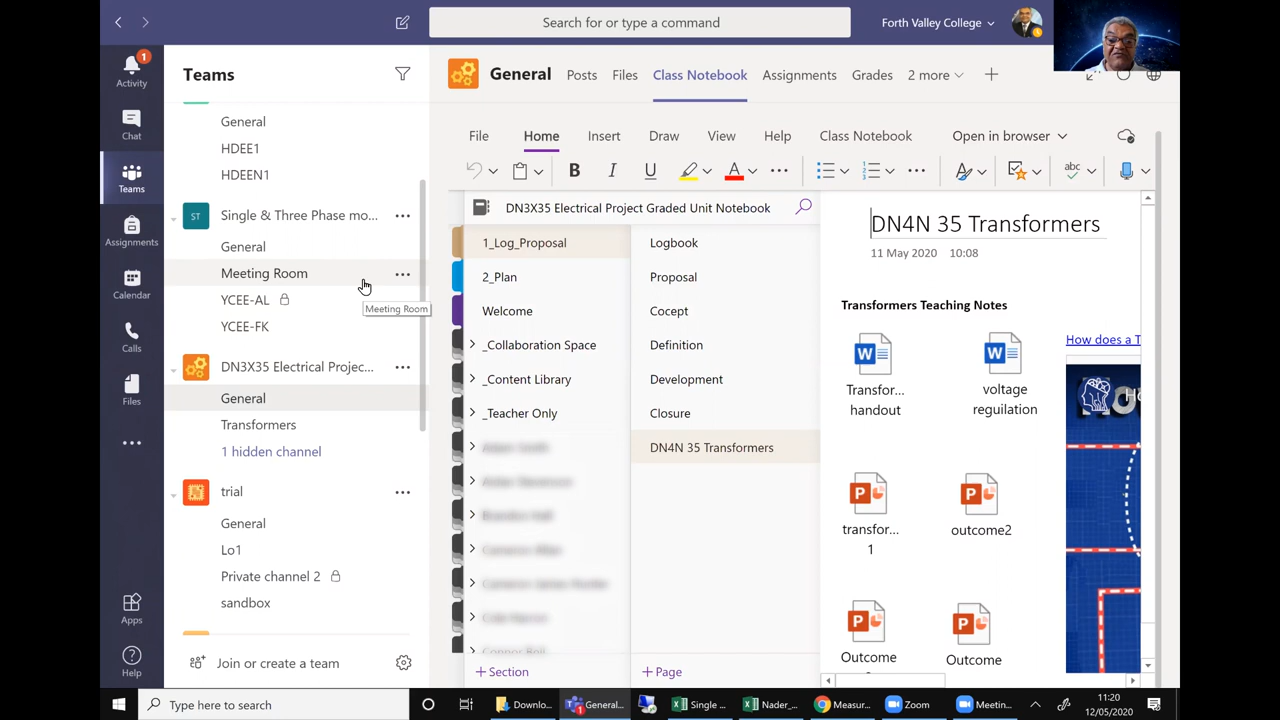 Search for or type a command
Forth Valley College
Activity
1
Chat
Teams
Assignments
Calendar
Calls
Files
Apps
Help
Teams
General
HDEE1
HDEEN1
ST
Single & Three Phase mo...
General
Meeting Room
Meeting Room
YCEE-AL
YCEE-FK
DN3X35 Electrical Projec...
General
Transformers
1 hidden channel
trial
General
Lo1
Private channel 2
sandbox
Join or create a team
General Posts Files Class Notebook Assignments Grades 2 more
File Home Insert Draw View Help Class Notebook Open in browser
B I U A abc
DN3X35 Electrical Project Graded Unit Notebook
1_Log_Proposal
2_Plan
Welcome
_Collaboration Space
_Content Library
_Teacher Only
+ Section
Logbook
Proposal
Cocept
Definition
Development
Closure
DN4N 35 Transformers
+ Page
DN4N 35 Transformers
11 May 2020 10:08
Transformers Teaching Notes
Transfor...
handout
voltage
reguilation
How does a T
transfor...
1
outcome2
Outcome
Outcome
Type here to search
Downlo...
General...
Single ...
Nader_...
Measur...
Zoom
Meetin...
11:20
12/05/2020